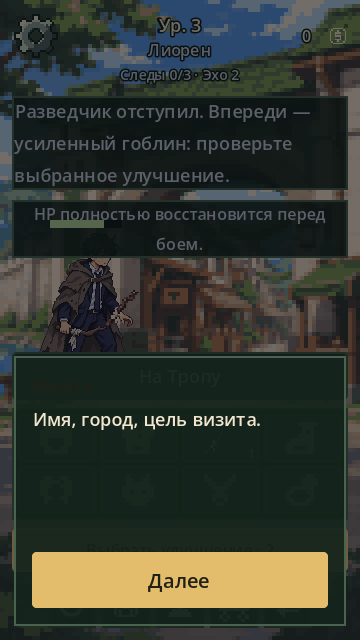 Ур. 3
0
Лиорен
Следы 0/3 · Эхо 2
Разведчик отступил. Впереди —
усиленный гоблин: проверьте
выбранное улучшение.
HP полностью восстановится перед
боем.
На Тропу
Имя, город, цель визита.
Далее